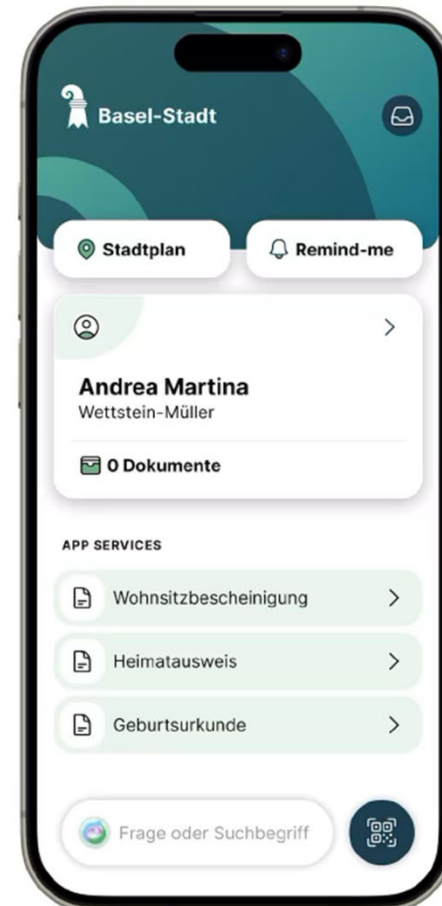 Basel-Stadt
Stadtplan
Remind-me
Andrea Martina
Wettstein-Müller
0 Dokumente
APP SERVICES
Wohnsitzbescheinigung
Heimatausweis
Geburtsurkunde
Frage oder Suchbegriff